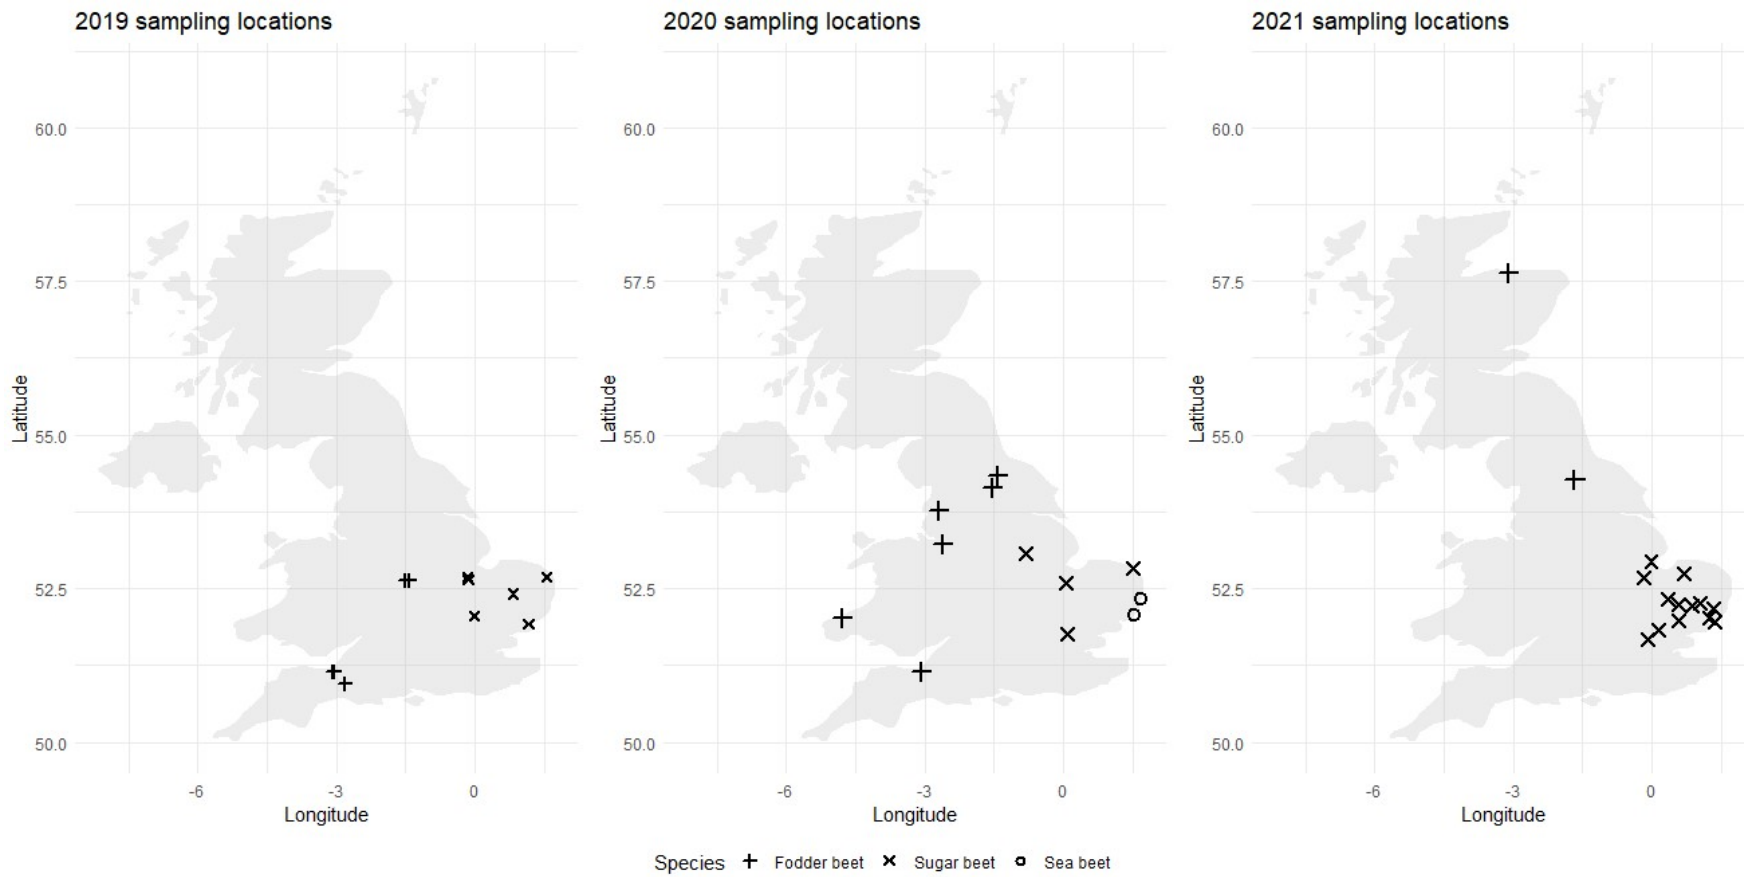 2019 sampling locations
2020 sampling locations
2021 sampling locations
Latitude
60.0
57.5
55.0
52.5
50.0
-6
-3
0
Longitude
Latitude
60.0
57.5
55.0
52.5
50.0
-6
-3
0
Longitude
Latitude
60.0
57.5
55.0
52.5
50.0
-6
-3
0
Longitude
Species Fodder beet Sugar beet Sea beet